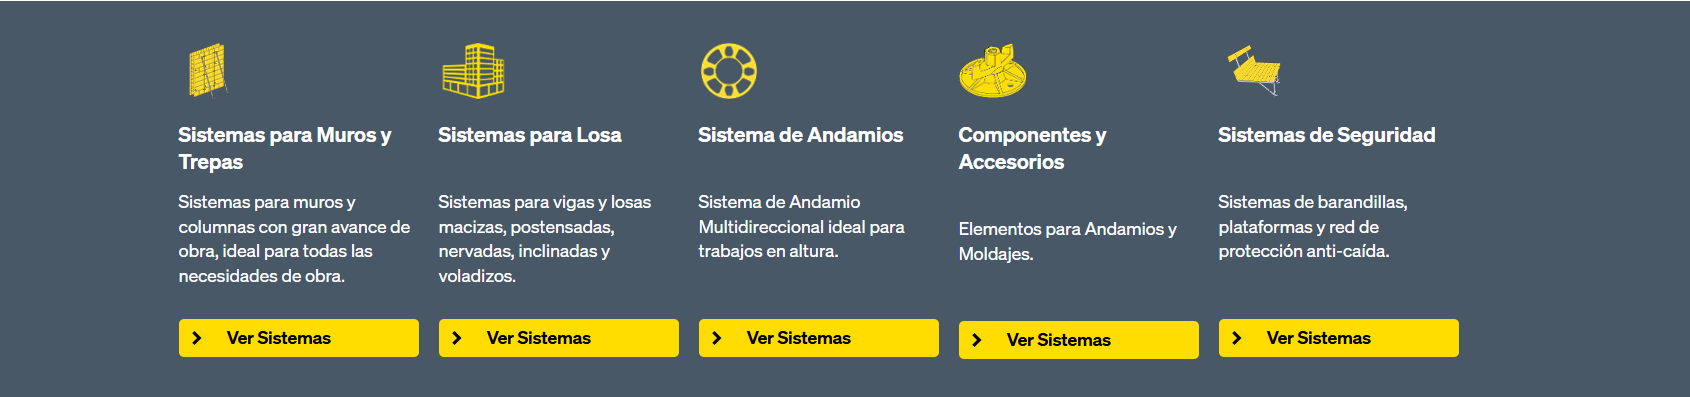 Sistemas para Muros y
Trepas
Sistemas para muros y
columnas con gran avance de
obra, ideal para todas las
necesidades de obra.
Ver Sistemas
Sistemas para Losa
Sistemas para vigas y losas
macizas, postensadas,
nervadas, inclinadas y
voladizos.
Ver Sistemas
Sistema de Andamios
Sistema de Andamio
Multidireccional ideal para
trabajos en altura.
Ver Sistemas
Componentes y
Accesorios
Elementos para Andamios y
Moldajes.
Ver Sistemas
Sistemas de Seguridad
Sistemas de barandillas,
plataformas y red de
protección anti-caída.
Ver Sistemas